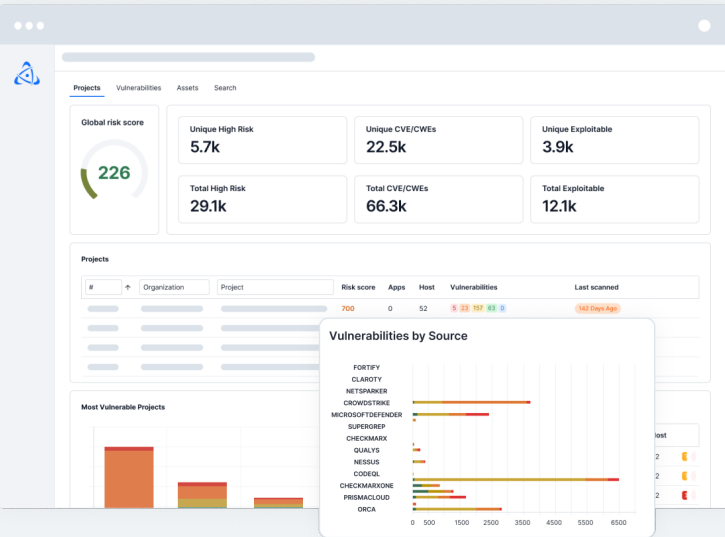 Projects Vulnerabilities Assets Search
Global risk score
226
Unique High Risk
5.7k
Unique CVE/CWEs
22.5k
Unique Exploitable
3.9k
Total High Risk
29.1k
Total CVE/CWEs
66.3k
Total Exploitable
12.1k
Projects
# ↑ Organization Project Risk score Apps Host Vulnerabilities Last scanned
700 0 52 5 33 197 83 0 142 Days Ago
Most Vulnerable Projects
Vulnerabilities by Source
FORTIFY
CLAROTY
NETSPARKER
CROWDSTRIKE
MICROSOFTDEFENDER
SUPERGREP
CHECKMARX
QUALYS
NESSUS
CODEQL
CHECKMARXONE
PRISMACLOUD
ORCA
0 500 1500 2500 3500 4500 5500 6500
2
2
2